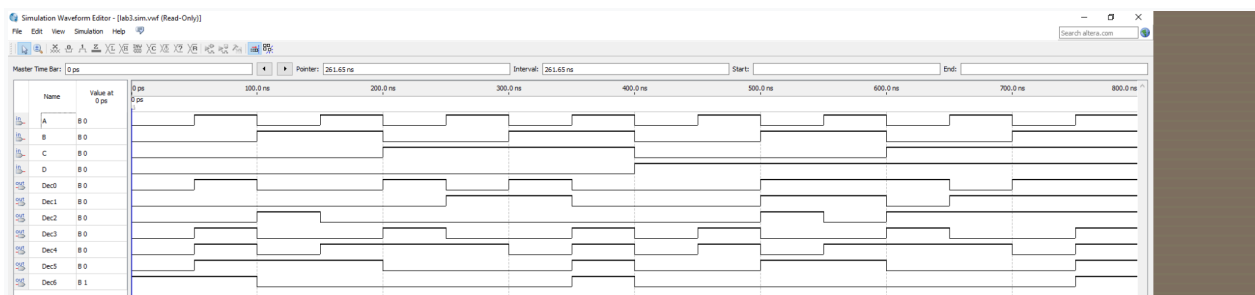 Simulation Waveform Editor - [lab3.sim.vwf (Read-Only)]
File Edit View Simulation Help
Search altera.com
Master Time Bar: 0 ps Pointer: 261.65 ns Interval: 261.65 ns Start: End:
Name Value at 0 ps
0 ps 100.0 ns 200.0 ns 300.0 ns 400.0 ns 500.0 ns 600.0 ns 700.0 ns 800.0 ns
0 ps
A B 0
B B 0
C B 0
D B 0
Dec0 B 0
Dec1 B 0
Dec2 B 0
Dec3 B 0
Dec4 B 0
Dec5 B 0
Dec6 B 1